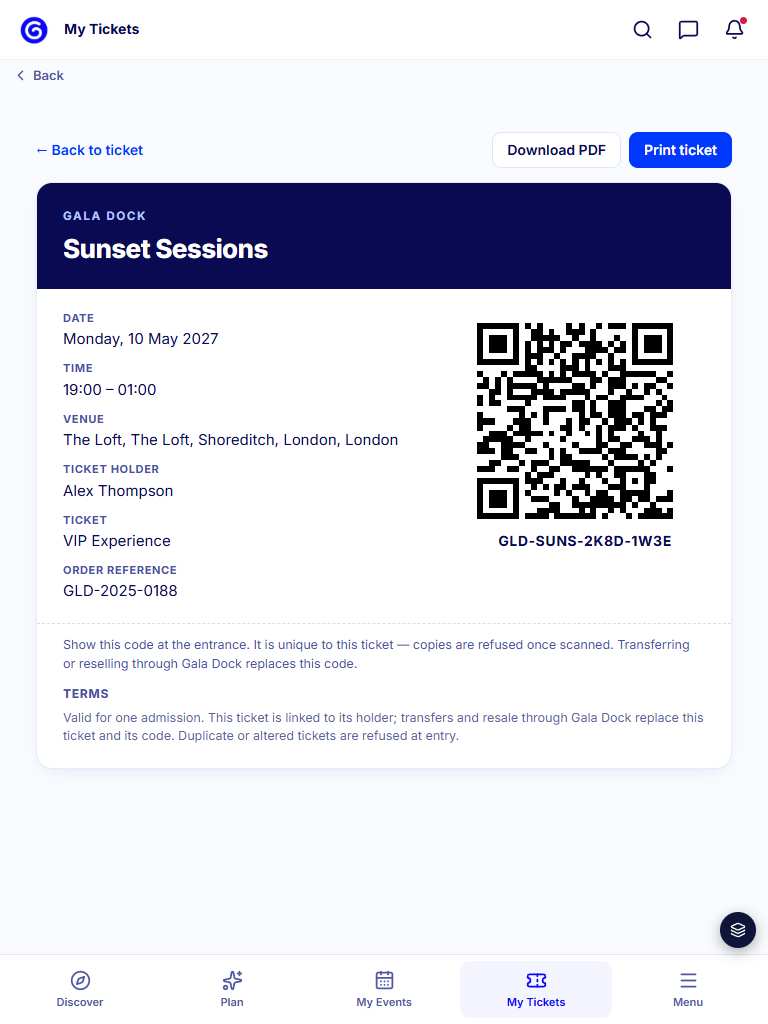 My Tickets
Back
← Back to ticket
Download PDF
Print ticket
GALA DOCK
Sunset Sessions
DATE
Monday, 10 May 2027
TIME
19:00 – 01:00
VENUE
The Loft, The Loft, Shoreditch, London, London
TICKET HOLDER
Alex Thompson
TICKET
VIP Experience
ORDER REFERENCE
GLD-2025-0188
GLD-SUNS-2K8D-1W3E
Show this code at the entrance. It is unique to this ticket — copies are refused once scanned. Transferring
or reselling through Gala Dock replaces this code.
TERMS
Valid for one admission. This ticket is linked to its holder; transfers and resale through Gala Dock replace this
ticket and its code. Duplicate or altered tickets are refused at entry.
Discover
Plan
My Events
My Tickets
Menu